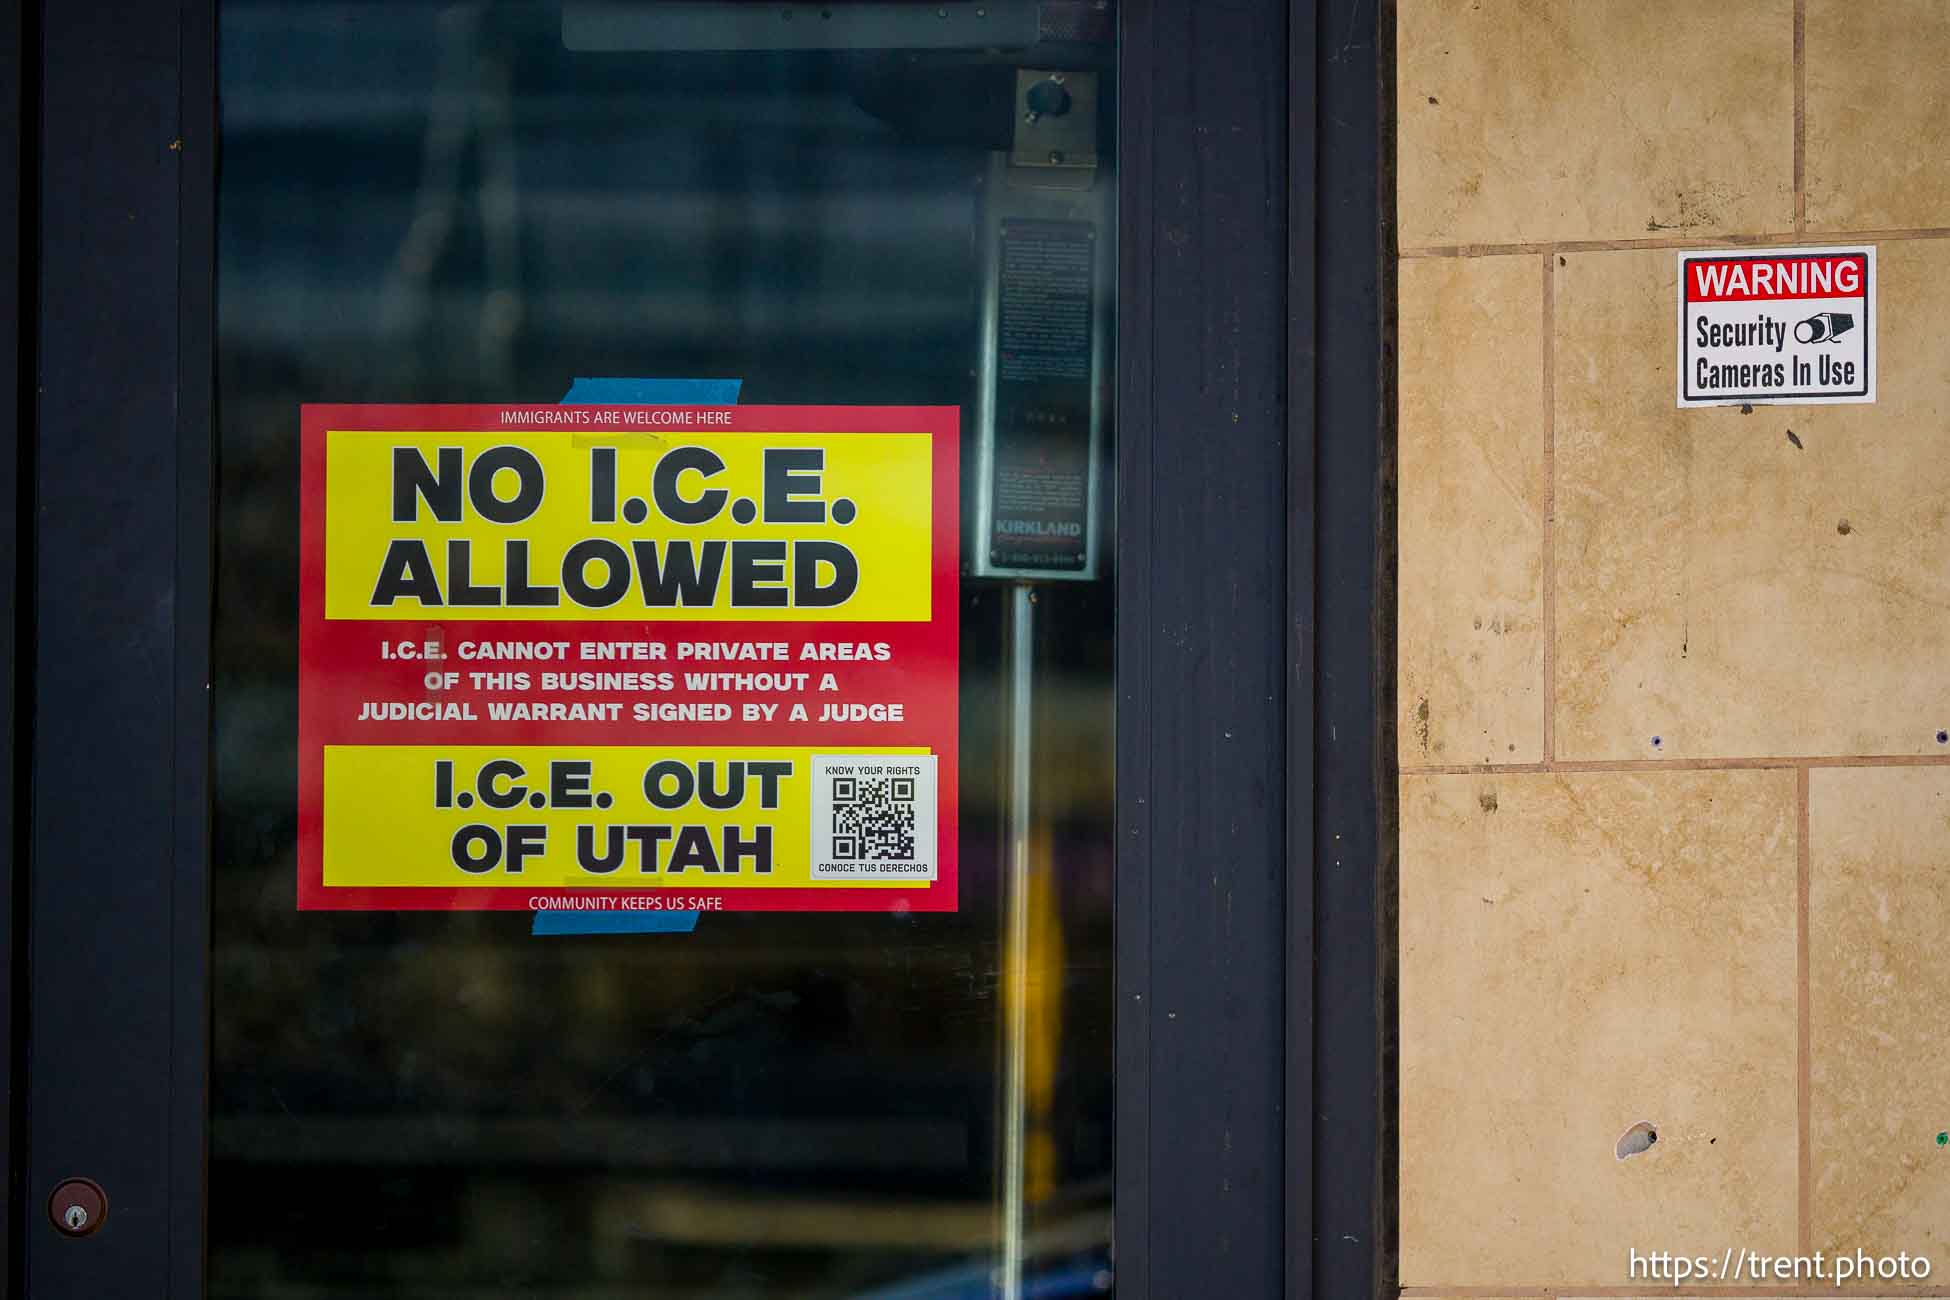 IMMIGRANTS ARE WELCOME HERE
NO I.C.E.
ALLOWED
I.C.E. CANNOT ENTER PRIVATE AREAS
OF THIS BUSINESS WITHOUT A
JUDICIAL WARRANT SIGNED BY A JUDGE
I.C.E. OUT
OF UTAH
KNOW YOUR RIGHTS
CONOCE TUS DERECHOS
COMMUNITY KEEPS US SAFE
KIRKLAND
WARNING
Security
Cameras In Use
https://trent.photo